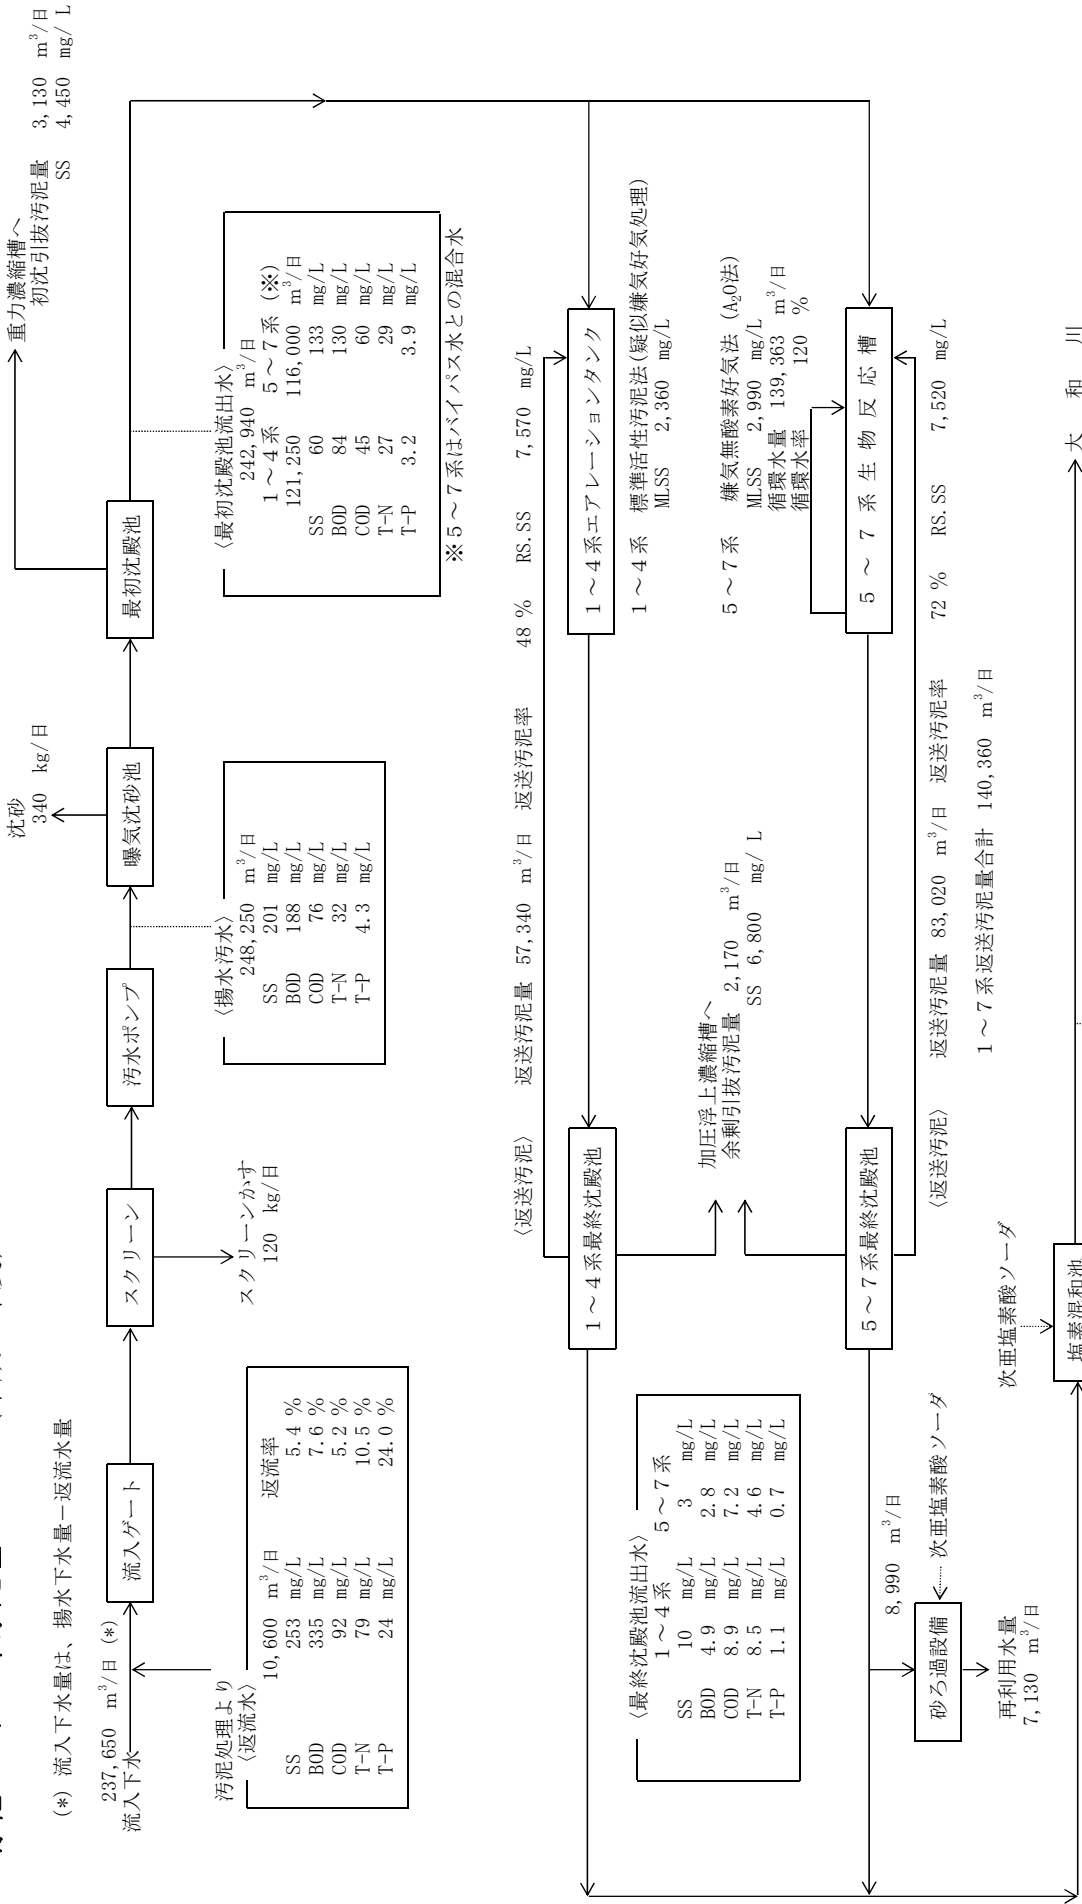 (*) 流入下水量は、揚水下水量－返流水量
237,650 m³/日 (*)
流入下水
流入ゲート
スクリーン
スクリーンかす
120 kg/日
汚水ポンプ
曝気沈砂池
沈砂
340 kg/日
最初沈殿池
重力濃縮槽へ
初沈引抜汚泥量 3,130 m³/日
SS 4,450 mg/ L
汚泥処理より
〈返流水〉
10,600 m³/日 返流率
SS 253 mg/L 5.4 %
BOD 335 mg/L 7.6 %
COD 92 mg/L 5.2 %
T-N 79 mg/L 10.5 %
T-P 24 mg/L 24.0 %
〈揚水汚水〉
248,250 m³/日
SS 201 mg/L
BOD 188 mg/L
COD 76 mg/L
T-N 32 mg/L
T-P 4.3 mg/L
〈最初沈殿池流出水〉
242,940 m³/日
1～4系 5～7系 (※)
121,250 116,000 m³/日
SS 60 133 mg/L
BOD 84 130 mg/L
COD 45 60 mg/L
T-N 27 29 mg/L
T-P 3.2 3.9 mg/L
※5～7系はバイパス水との混合水
〈返送汚泥〉 返送汚泥量 57,340 m³/日 返送汚泥率 48 % RS.SS 7,570 mg/L
1～4系最終沈殿池
1～4系エアレーションタンク
1～4系 標準活性汚泥法(疑似嫌気好気処理)
MLSS 2,360 mg/L
加圧浮上濃縮槽へ
余剰引抜汚泥量 2,170 m³/日
SS 6,800 mg/ L
5～7系 嫌気無酸素好気法 (A₂O法)
MLSS 2,990 mg/L
循環水量 139,363 m³/日
循環水率 120 %
5～7系最終沈殿池
5～7系生物反応槽
〈返送汚泥〉 返送汚泥量 83,020 m³/日 返送汚泥率 72 % RS.SS 7,520 mg/L
1～7系返送汚泥量合計 140,360 m³/日
〈最終沈殿池流出水〉
1～4系 5～7系
SS 10 mg/L 3 mg/L
BOD 4.9 mg/L 2.8 mg/L
COD 8.9 mg/L 7.2 mg/L
T-N 8.5 mg/L 4.6 mg/L
T-P 1.1 mg/L 0.7 mg/L
8,990 m³/日
砂ろ過設備
次亜塩素酸ソーダ
再利用水量
7,130 m³/日
次亜塩素酸ソーダ
塩素混和池
大和川